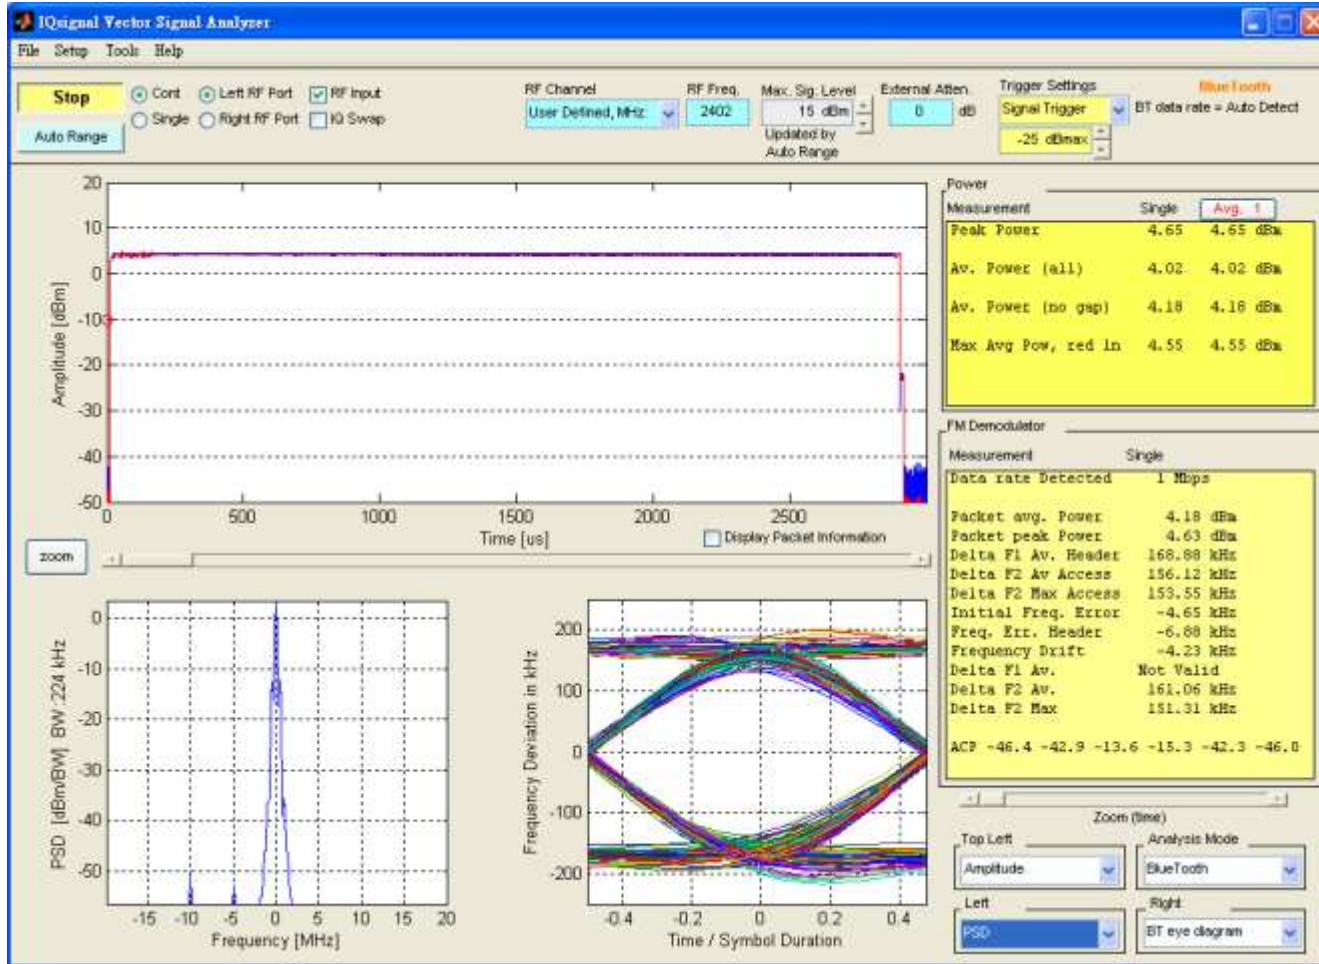 IQsignal Vector Signal Analyzer
File Setup Tools Help
Stop
Cont Left RF Port RF Input
Single Right RF Port IQ Swap
Auto Range
RF Channel
User Defined, MHz
RF Freq.
2402
Max. Sig. Level
15 dBm
Updated by
Auto Range
External Atten.
0 dB
Trigger Settings
Signal Trigger
-25 dBmax
BlueTooth
BT data rate = Auto Detect
20
10
0
-10
-20
-30
-40
-50
Amplitude [dBm]
0 500 1000 1500 2000 2500
Time [us]
Display Packet Information
zoom
Power
Measurement Single Avg. 1
Peak Power 4.65 4.65 dBm
Av. Power (all) 4.02 4.02 dBm
Av. Power (no gap) 4.18 4.18 dBm
Max Avg Pow, red ln 4.55 4.55 dBm
FM Demodulator
Measurement Single
Data rate Detected 1 Mbps
Packet avg. Power 4.18 dBm
Packet peak Power 4.63 dBm
Delta F1 Av. Header 168.88 kHz
Delta F2 Av Access 156.12 kHz
Delta F2 Max Access 153.55 kHz
Initial Freq. Error -4.65 kHz
Freq. Err. Header -6.88 kHz
Frequency Drift -4.23 kHz
Delta F1 Av. Not Valid
Delta F2 Av. 161.06 kHz
Delta F2 Max 151.31 kHz
ACP -46.4 -42.9 -13.6 -15.3 -42.3 -46.0
PSD [dBm/BW] BW:224 kHz
0
-10
-20
-30
-40
-50
-15 -10 -5 0 5 10 15 20
Frequency [MHz]
Frequency Deviation in kHz
200
100
0
-100
-200
-0.4 -0.2 0 0.2 0.4
Time / Symbol Duration
Zoom (time)
Top Left
Amplitude
Analysis Mode
BlueTooth
Left
PSD
Right
BT eye diagram